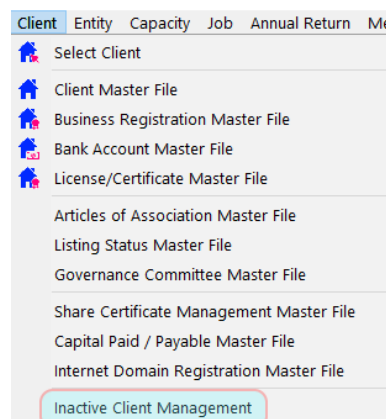 Client Entity Capacity Job Annual Return
Select Client
Client Master File
Business Registration Master File
Bank Account Master File
License/Certificate Master File
Articles of Association Master File
Listing Status Master File
Governance Committee Master File
Share Certificate Management Master File
Capital Paid / Payable Master File
Internet Domain Registration Master File
Inactive Client Management